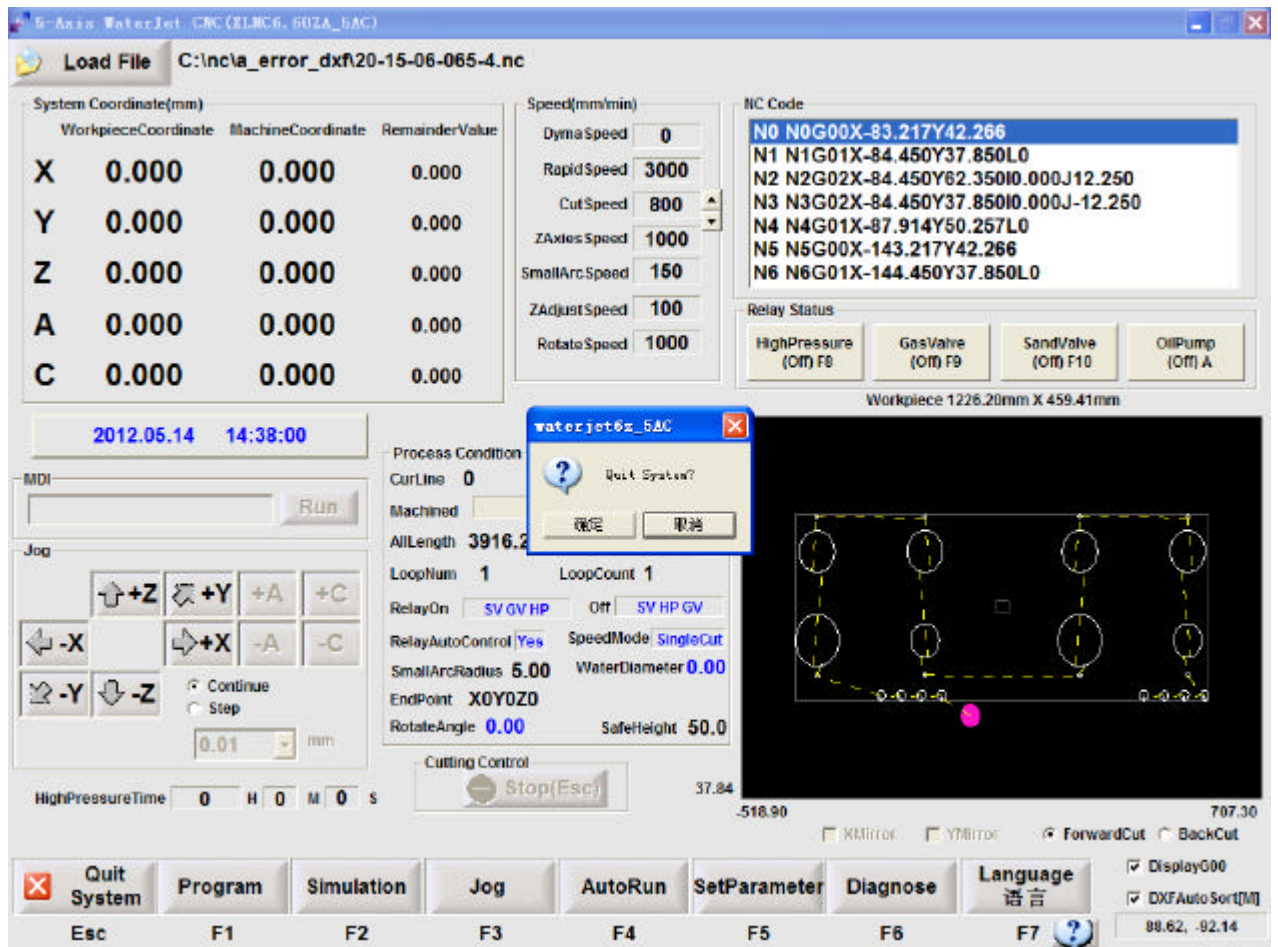 5-Axis WaterJet CNC(ELMC6.60ZA_5AC)
Load File C:\nc\a_error_dxf\20-15-06-065-4.nc
System Coordinate(mm)
WorkpieceCoordinate MachineCoordinate RemainderValue
X 0.000 0.000 0.000
Y 0.000 0.000 0.000
Z 0.000 0.000 0.000
A 0.000 0.000 0.000
C 0.000 0.000 0.000
Speed(mm/min)
DymaSpeed 0
RapidSpeed 3000
CutSpeed 800
ZAxiesSpeed 1000
SmallArcSpeed 150
ZAdjustSpeed 100
RotateSpeed 1000
NC Code
N0 N0G00X-83.217Y42.266
N1 N1G01X-84.450Y37.850L0
N2 N2G02X-84.450Y62.350I0.000J12.250
N3 N3G02X-84.450Y37.850I0.000J-12.250
N4 N4G01X-87.914Y50.257L0
N5 N5G00X-143.217Y42.266
N6 N6G01X-144.450Y37.850L0
Relay Status
HighPressure (Off) F8
GasValve (Off) F9
SandValve (Off) F10
OilPump (Off) A
Workpiece 1226.20mm X 459.41mm
2012.05.14 14:38:00
MDI
Run
Jog
+Z +Y +A +C
-X +X -A -C
-Y -Z
Continue
Step
0.01 mm
HighPressureTime 0 H 0 M 0 S
Process Condition
CurLine 0
Machined
AllLength 3916.2
LoopNum 1 LoopCount 1
RelayOn SV GV HP Off SV HP GV
RelayAutoControl Yes SpeedMode SingleCut
SmallArcRadius 5.00 WaterDiameter 0.00
EndPoint X0Y0Z0
RotateAngle 0.00 SafeHeight 50.0
Cutting Control
Stop(Esc)
waterjet6z_5AC
Quit System?
确定 取消
37.84
-518.90 707.30
XMirror YMirror ForwardCut BackCut
Quit System Program Simulation Jog AutoRun SetParameter Diagnose Language 语言
Esc F1 F2 F3 F4 F5 F6 F7
DisplayG00
DXFAutoSort[M]
88.62, -92.14